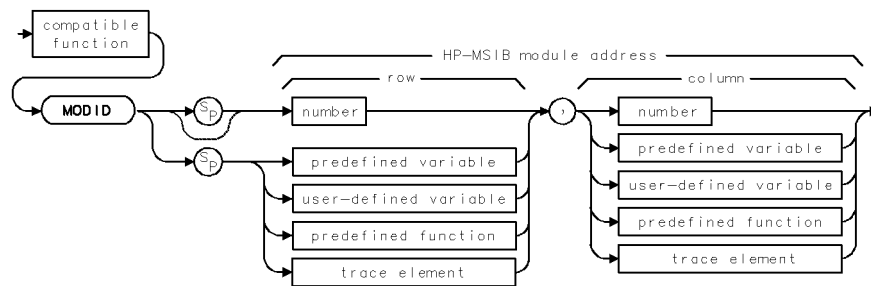 compatible
function
HP-MSIB module address
row
column
MODID
SP
number
,
number
SP
predefined variable
predefined variable
user-defined variable
user-defined variable
predefined function
predefined function
trace element
trace element